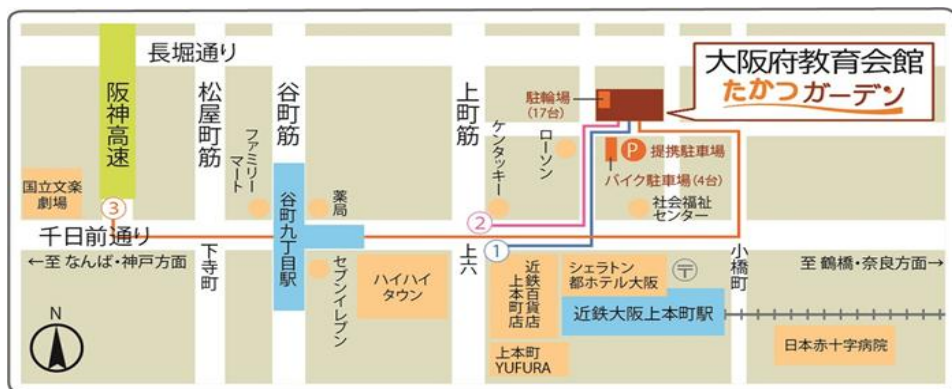 長堀通り
阪神高速
松屋町筋
谷町筋
上町筋
大阪府教育会館
たかつガーデン
駐輪場
(17台)
ファミリー
マート
ケンタッキー
ローソン
P 提携駐車場
バイク駐車場(4台)
国立文楽
劇場
③
谷町九丁目駅
薬局
②
社会福祉
センター
千日前通り
①
←至 なんば・神戸方面
下寺町
セブンイレブン
ハイハイ
タウン
上六
近鉄百貨店
上本町店
シェラトン
都ホテル大阪
〒
小橋町
至 鶴橋・奈良方面→
近鉄大阪上本町駅
N
上本町
YUFURA
日本赤十字病院